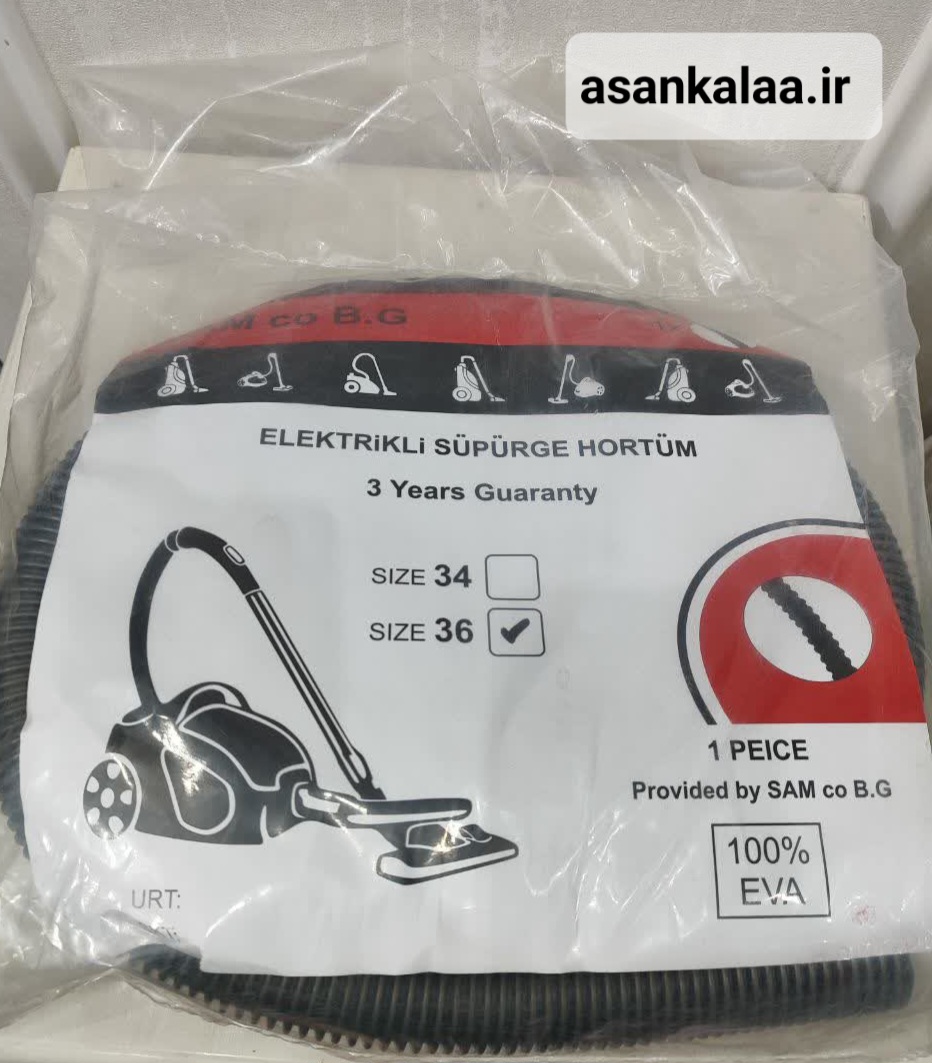 asankalaa.ir
M co B.G
ELEKTRiKLi SÜPÜRGE HORTÜM
3 Years Guaranty
SIZE 34
SIZE 36
1 PEICE
Provided by SAM co B.G
100%
EVA
URT: